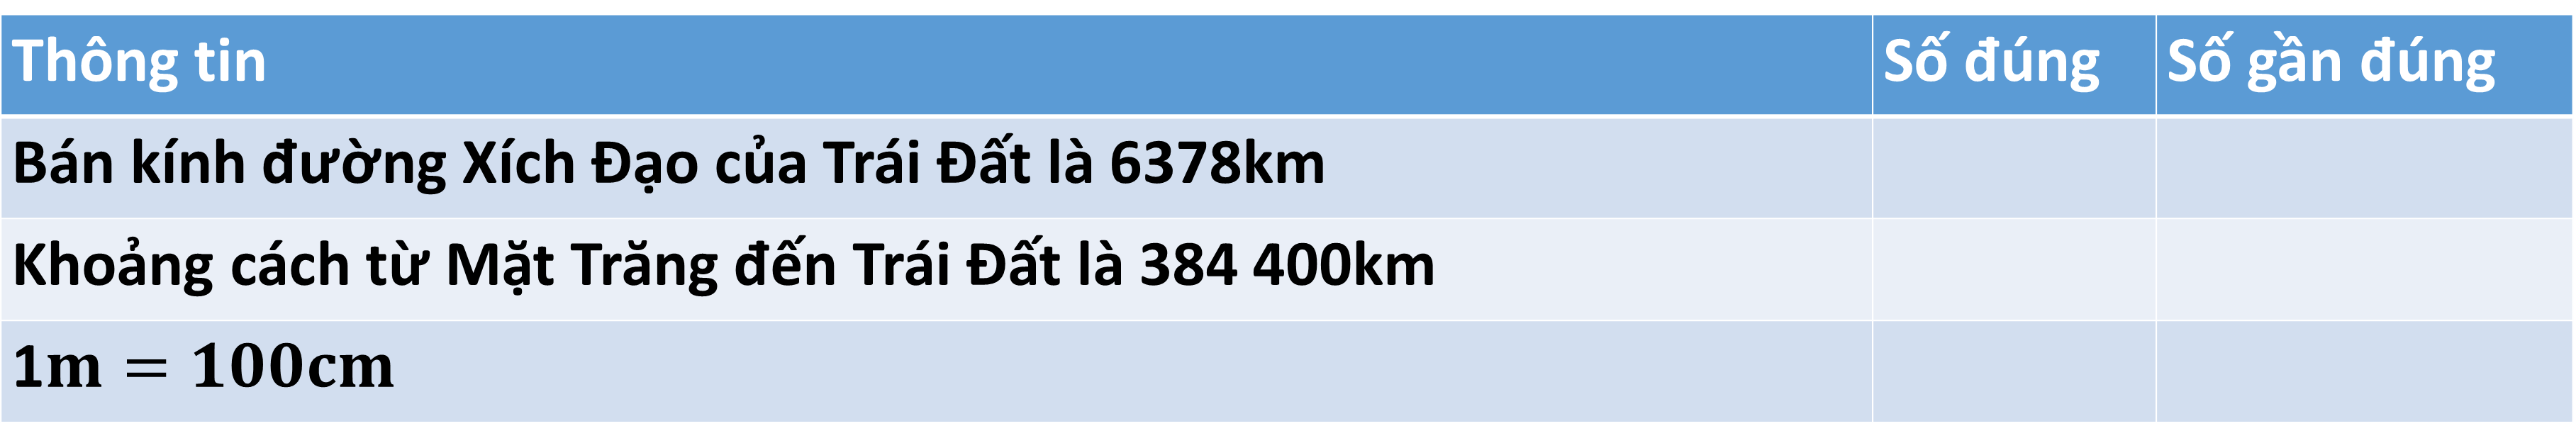 Thông tin Số đúng Số gần đúng
Bán kính đường Xích Đạo của Trái Đất là 6378km
Khoảng cách từ Mặt Trăng đến Trái Đất là 384 400km
1m = 100cm